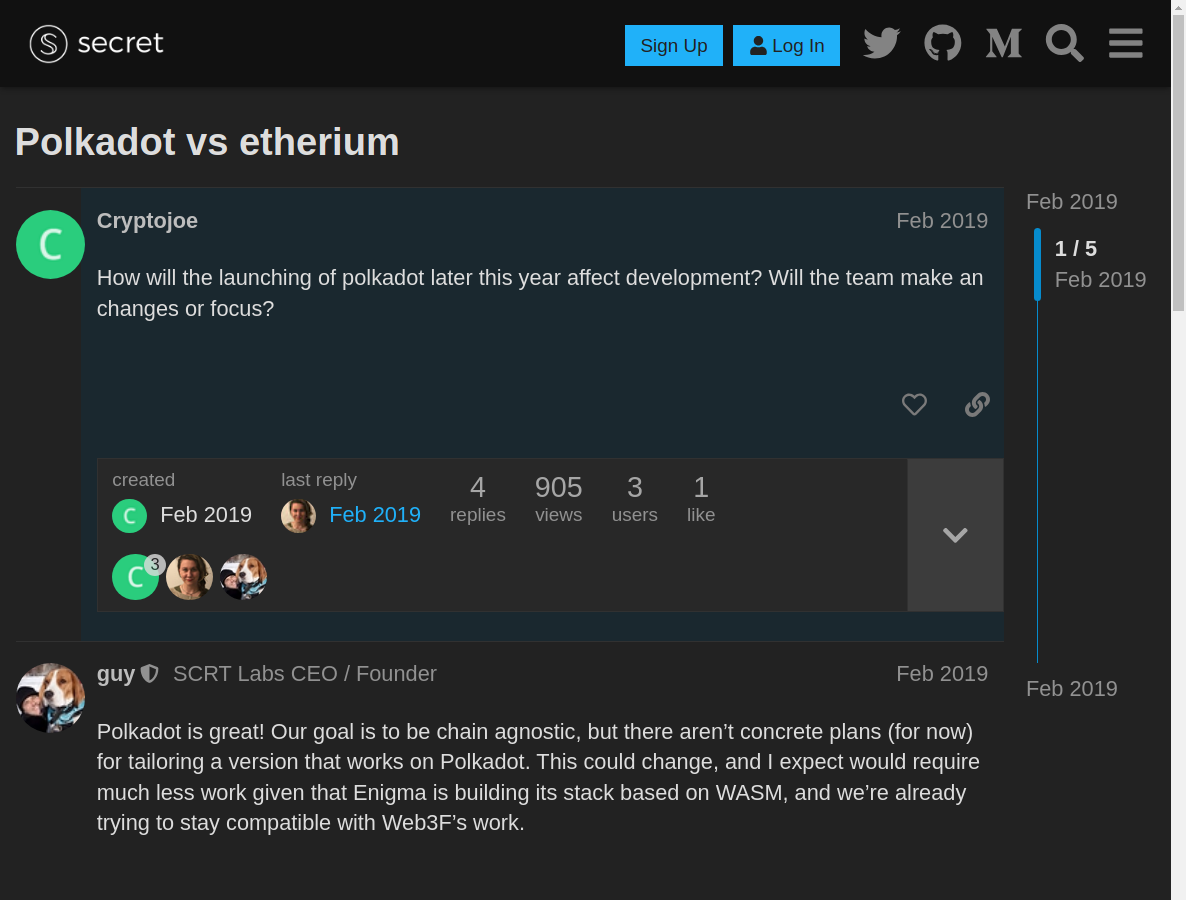 secret
Sign Up
Log In
Polkadot vs etherium
C
Cryptojoe
Feb 2019
How will the launching of polkadot later this year affect development? Will the team make an
changes or focus?
created
C
Feb 2019
last reply
Feb 2019
4
replies
905
views
3
users
1
like
C
3
guy
SCRT Labs CEO / Founder
Feb 2019
Polkadot is great! Our goal is to be chain agnostic, but there aren’t concrete plans (for now)
for tailoring a version that works on Polkadot. This could change, and I expect would require
much less work given that Enigma is building its stack based on WASM, and we’re already
trying to stay compatible with Web3F’s work.
Feb 2019
1 / 5
Feb 2019
Feb 2019